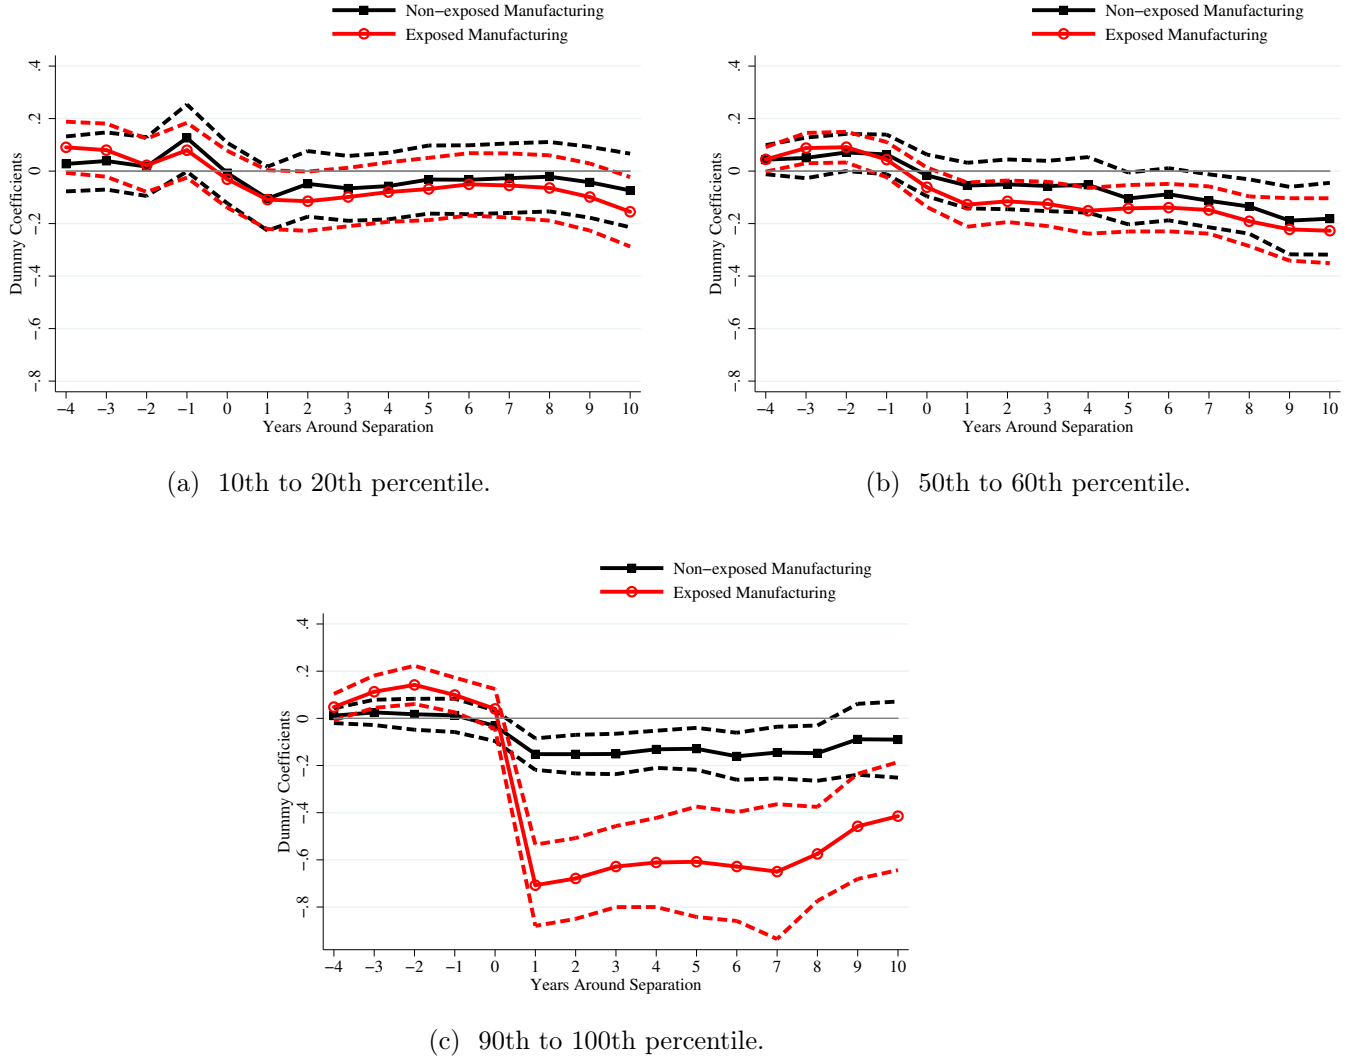 Non−exposed Manufacturing
Exposed Manufacturing
.4
.2
0
−.2
−.4
−.6
−.8
Dummy Coefficients
−4 −3 −2 −1 0 1 2 3 4 5 6 7 8 9 10
Years Around Separation
(a) 10th to 20th percentile.
Non−exposed Manufacturing
Exposed Manufacturing
.4
.2
0
−.2
−.4
−.6
−.8
Dummy Coefficients
−4 −3 −2 −1 0 1 2 3 4 5 6 7 8 9 10
Years Around Separation
(b) 50th to 60th percentile.
Non−exposed Manufacturing
Exposed Manufacturing
.4
.2
0
−.2
−.4
−.6
−.8
Dummy Coefficients
−4 −3 −2 −1 0 1 2 3 4 5 6 7 8 9 10
Years Around Separation
(c) 90th to 100th percentile.